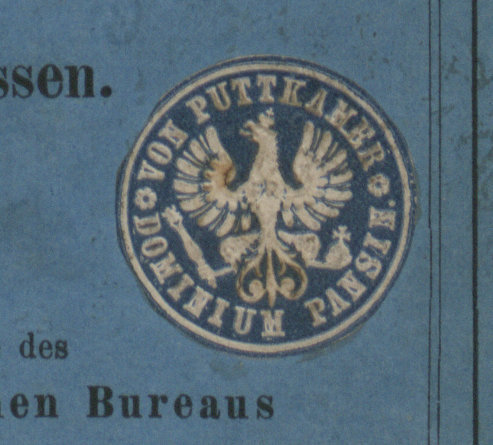 ssen.
VON PUTTKAMER
DOMINIUM PANSIN.
des
en Bureaus